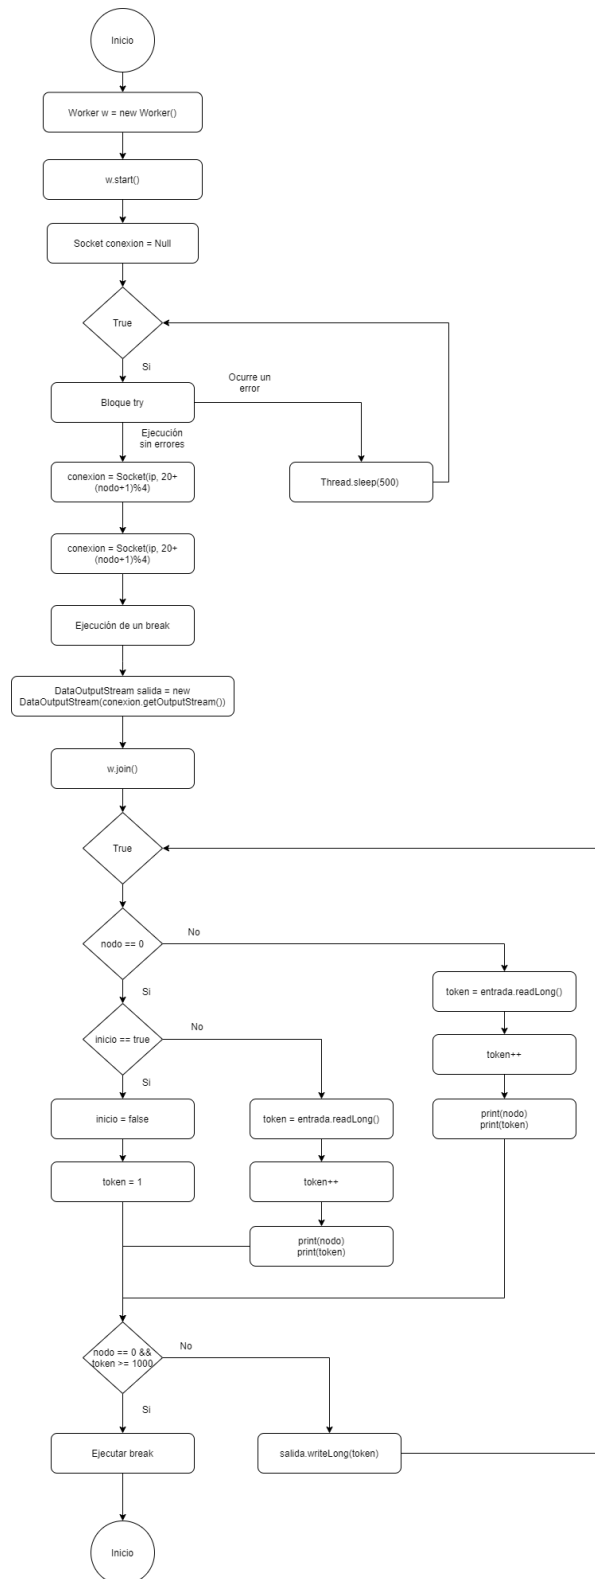 Inicio
Worker w = new Worker()
w.start()
Socket conexion = Null
True
Si
Ocurre un
error
Bloque try
Ejecución
sin errores
conexion = Socket(ip, 20+
(nodo+1)%4)
Thread.sleep(500)
conexion = Socket(ip, 20+
(nodo+1)%4)
Ejecución de un break
DataOutputStream salida = new
DataOutputStream(conexion.getOutputStream())
w.join()
True
nodo == 0
No
Si
token = entrada.readLong()
inicio == true
No
token++
Si
inicio = false
token = entrada.readLong()
print(nodo)
print(token)
token = 1
token++
print(nodo)
print(token)
nodo == 0 &&
token >= 1000
No
Si
Ejecutar break
salida.writeLong(token)
Inicio